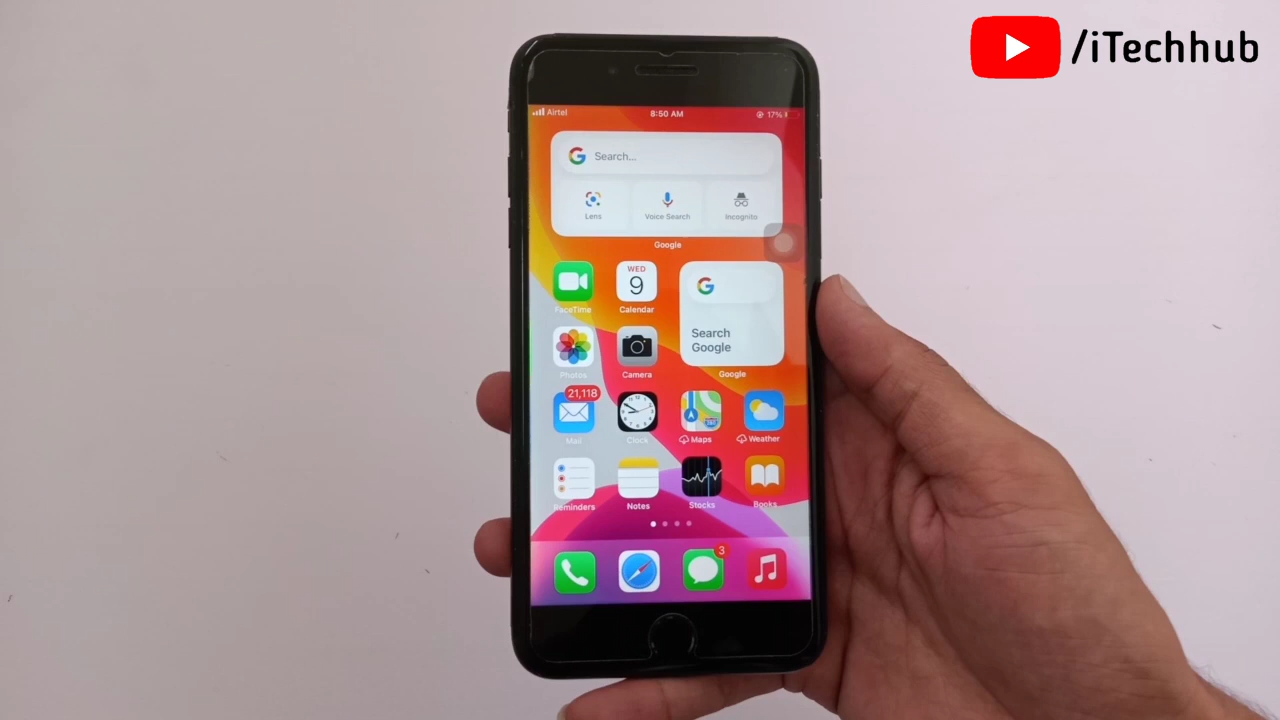 /iTechhub
Airtel 8:50 AM 17%
Search...
Lens Voice Search Incognito
Google
WED
9
FaceTime Calendar
Search
Google
Photos Camera Google
21,118
Mail Clock Maps Weather
Reminders Notes Stocks Books
3